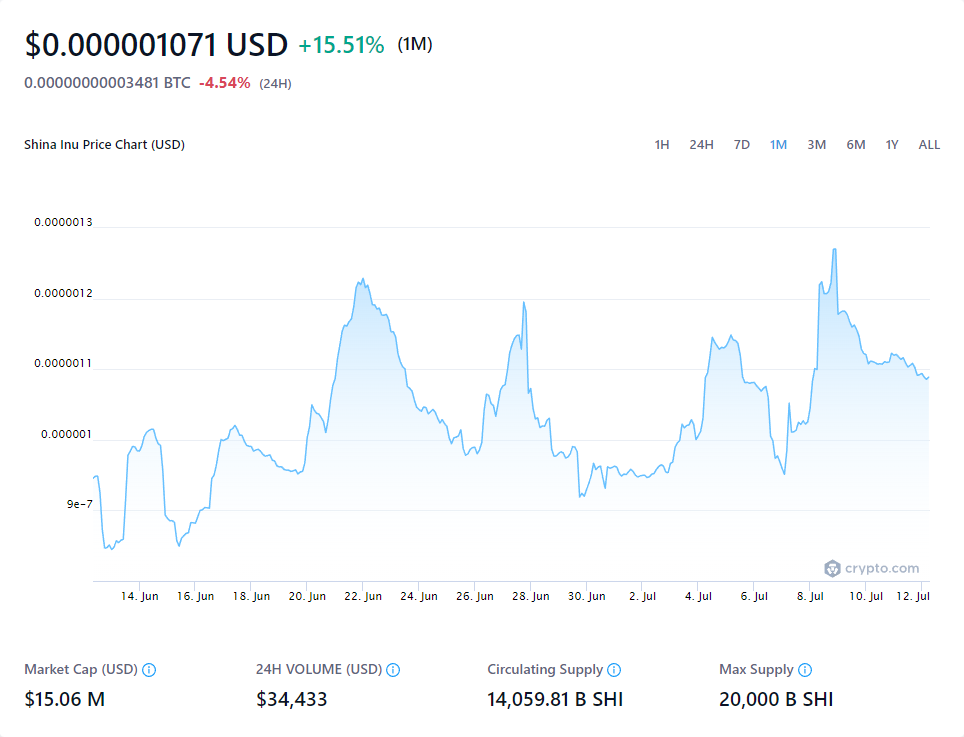 $0.000001071 USD +15.51% (1M)
0.00000000003481 BTC -4.54% (24H)
Shina Inu Price Chart (USD) 1H 24H 7D 1M 3M 6M 1Y ALL
0.0000013
0.0000012
0.0000011
0.000001
9e-7
crypto.com
14. Jun 16. Jun 18. Jun 20. Jun 22. Jun 24. Jun 26. Jun 28. Jun 30. Jun 2. Jul 4. Jul 6. Jul 8. Jul 10. Jul 12. Jul
Market Cap (USD) 24H VOLUME (USD) Circulating Supply Max Supply
$15.06 M $34,433 14,059.81 B SHI 20,000 B SHI